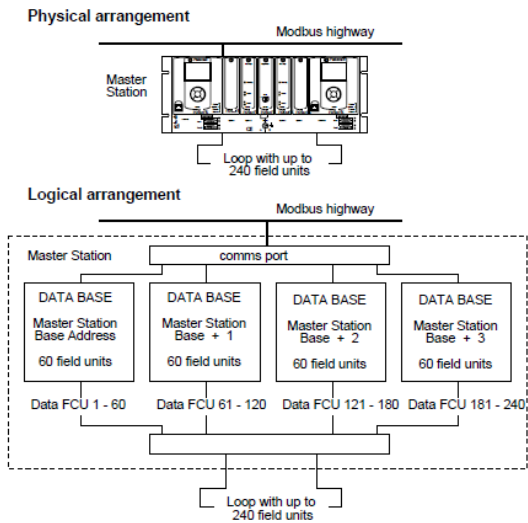 Physical arrangement
Modbus highway
Master
Station
Loop with up to
240 field units
Logical arrangement
Modbus highway
Master Station
comms port
DATA BASE
Master Station
Base Address
60 field units
DATA BASE
Master Station
Base + 1
60 field units
DATA BASE
Master Station
Base + 2
60 field units
DATA BASE
Master Station
Base + 3
60 field units
Data FCU 1 - 60
Data FCU 61 - 120
Data FCU 121 - 180
Data FCU 181 - 240
Loop with up to
240 field units